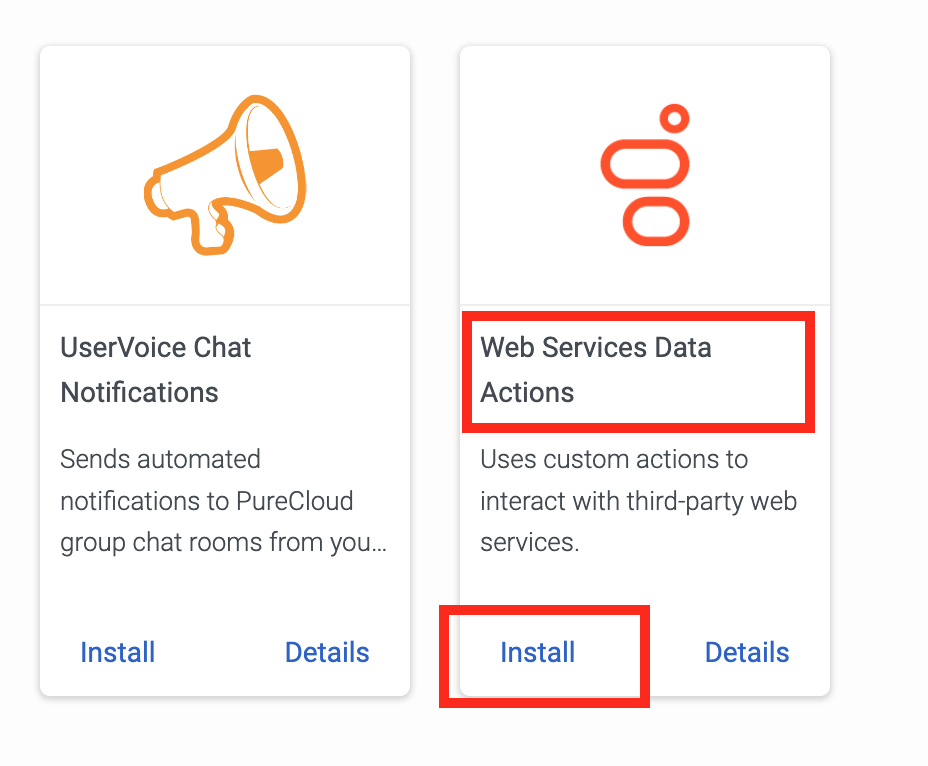 UserVoice Chat
Notifications
Sends automated
notifications to PureCloud
group chat rooms from you...
Install
Details
Web Services Data
Actions
Uses custom actions to
interact with third-party web
services.
Install
Details